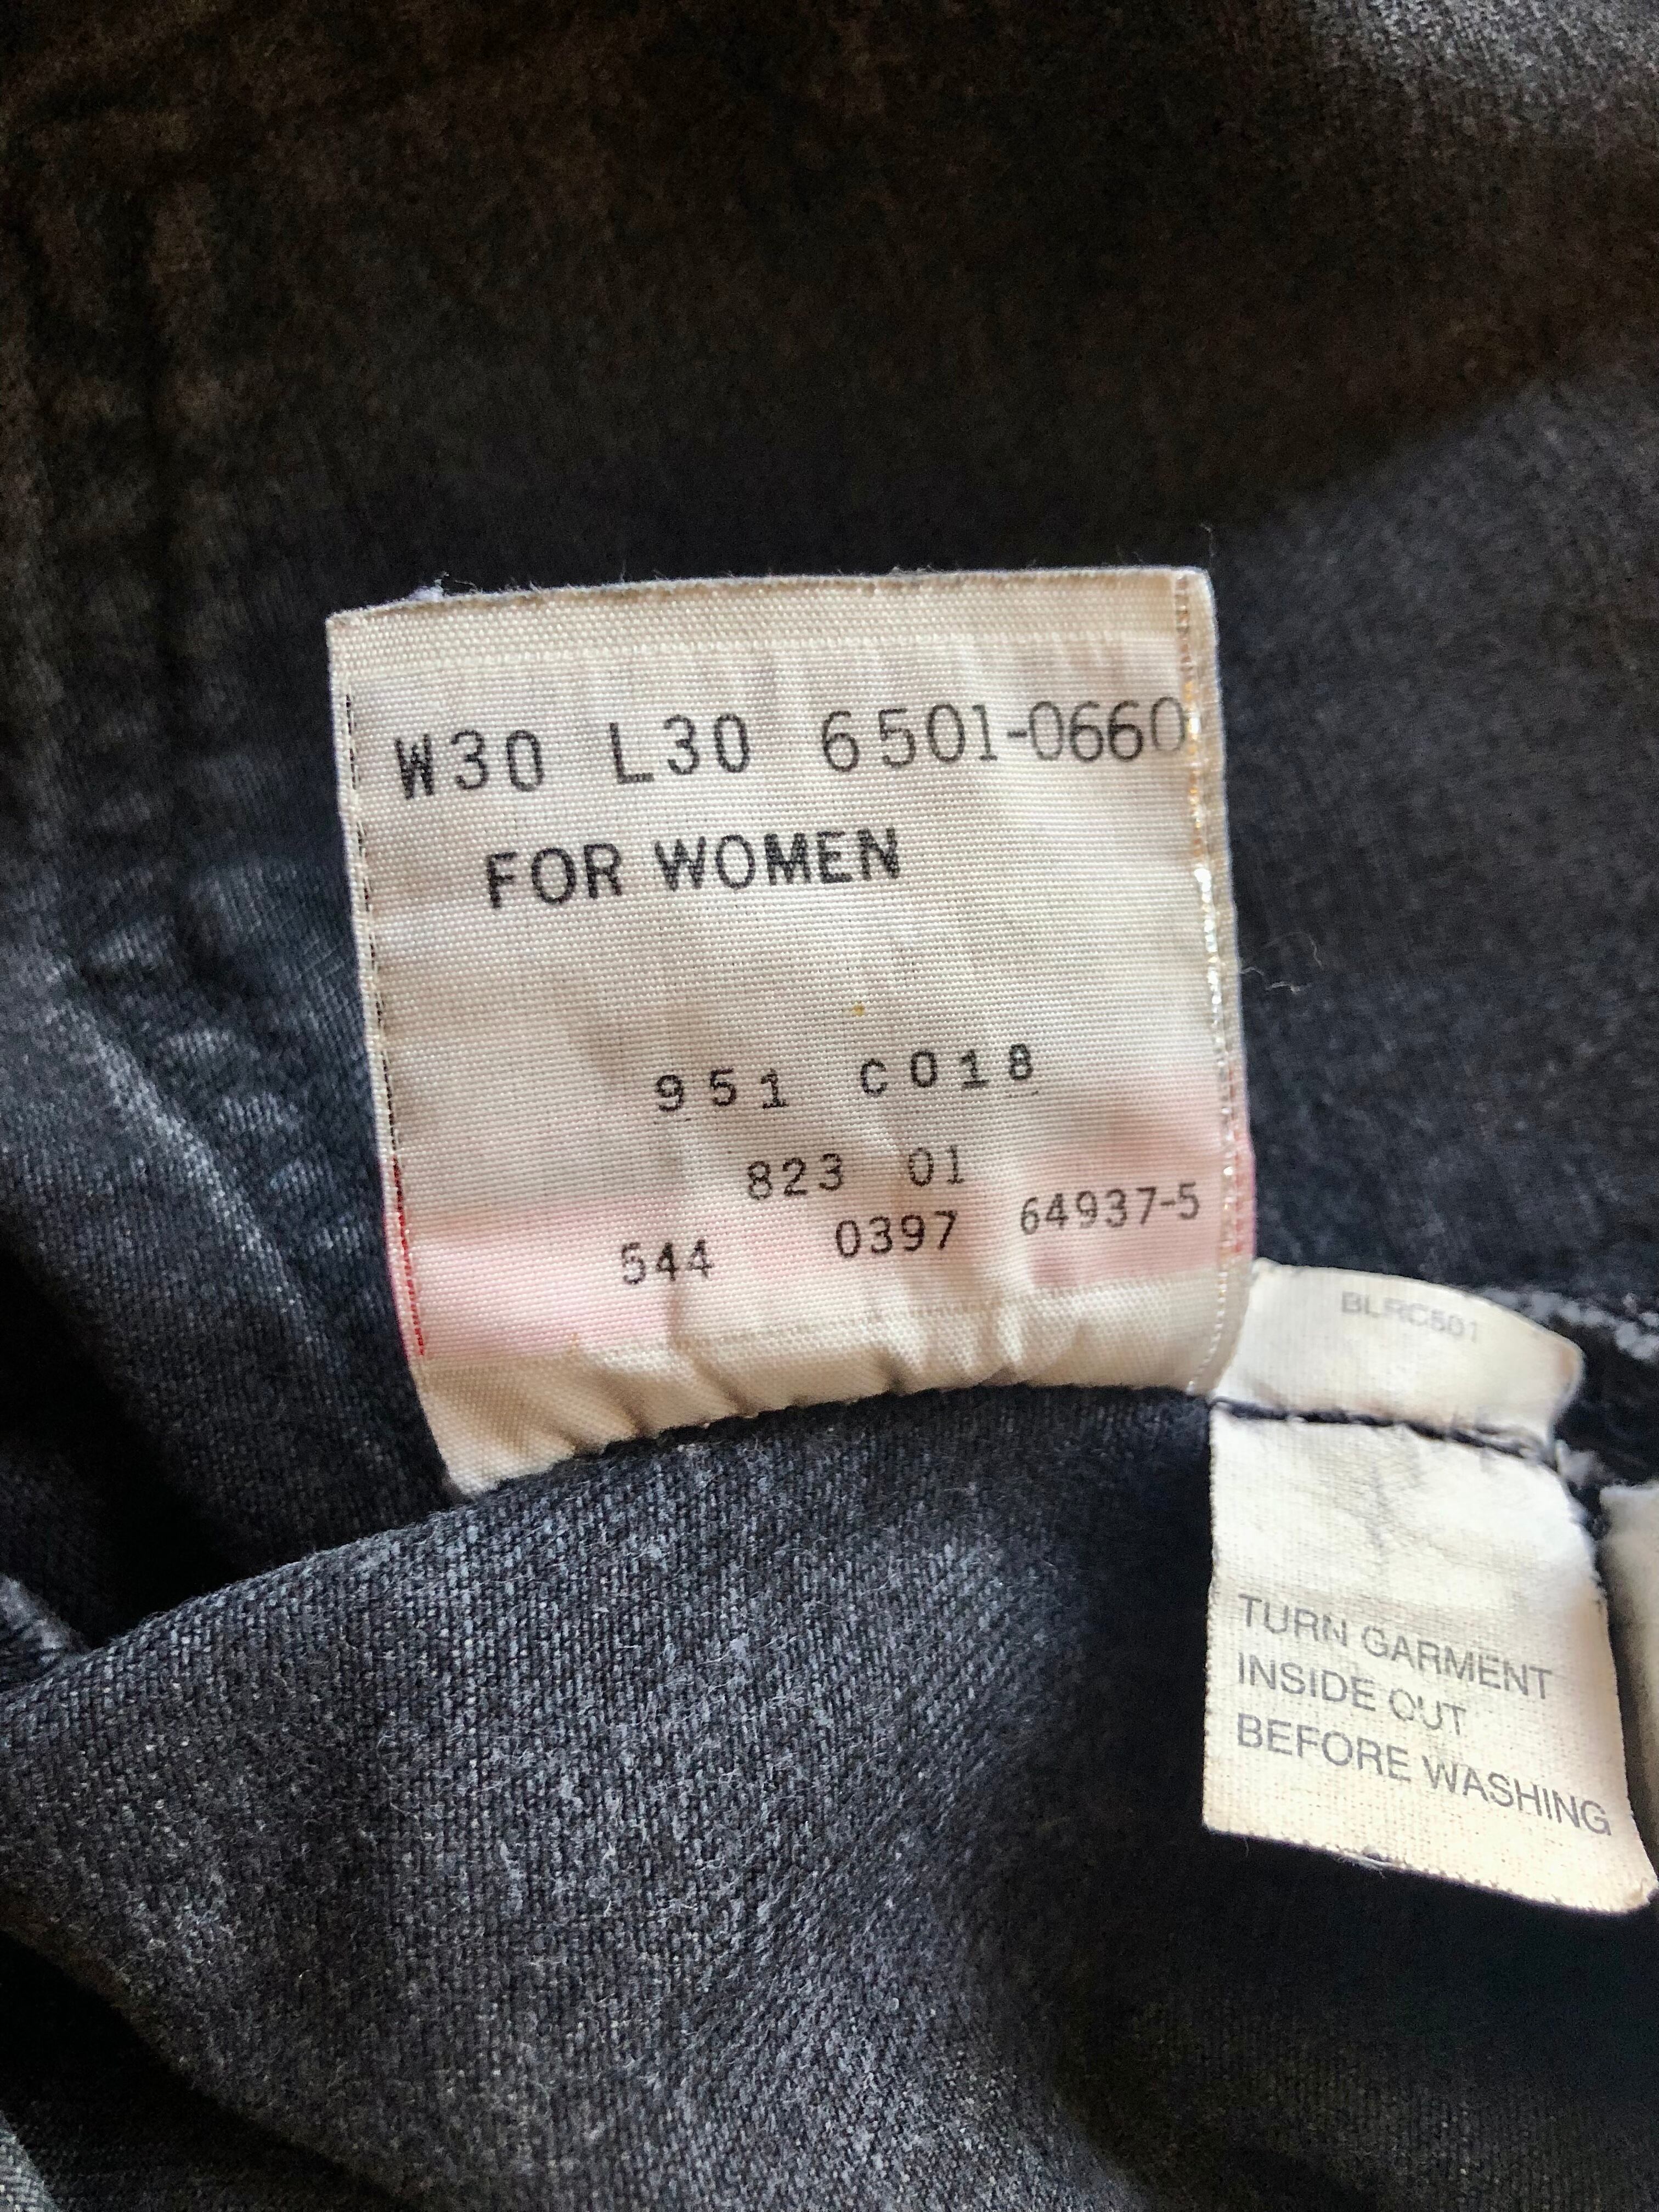 W30 L30 6501-0660
FOR WOMEN
951 C018
823 01
544 0397 64937-5
BLRC501
TURN GARMENT
INSIDE OUT
BEFORE WASHING